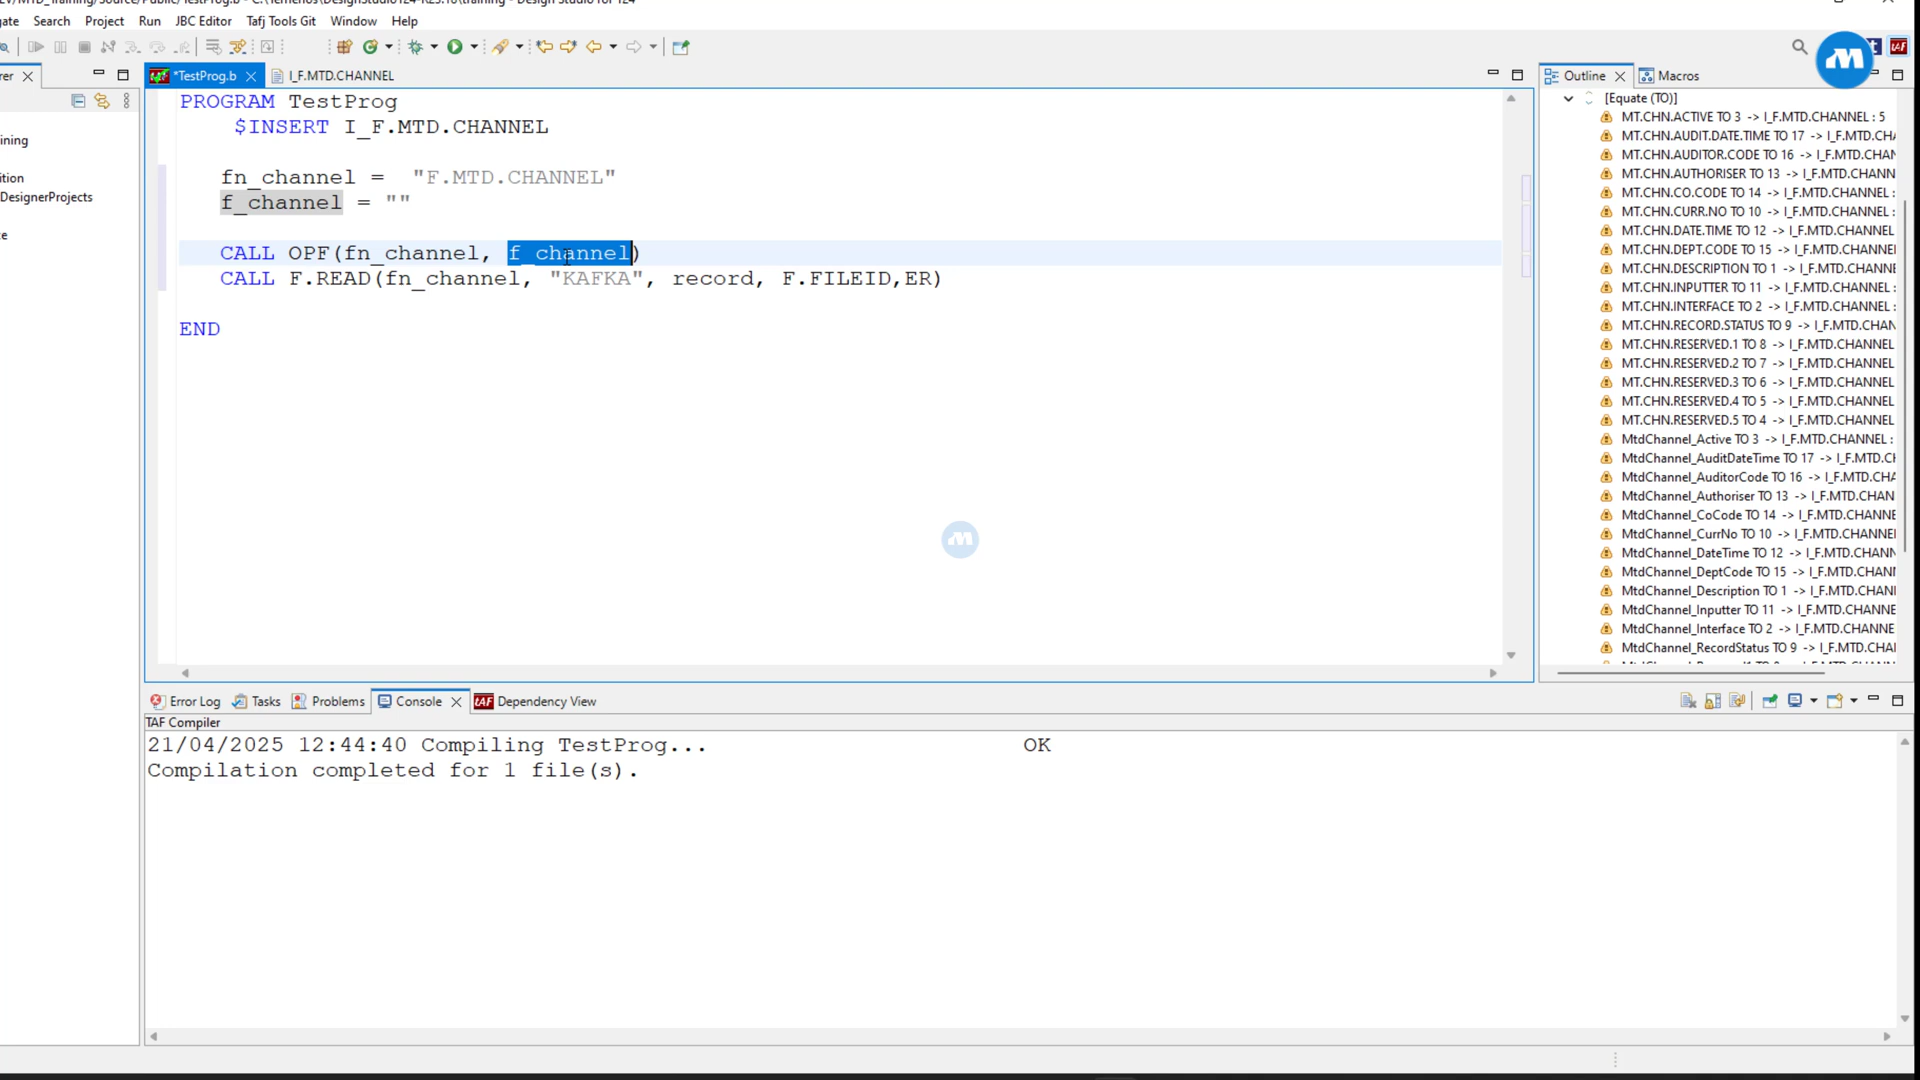 gate Search Project Run JBC Editor Tafj Tools Git Window Help
*TestProg.b
I_F.MTD.CHANNEL
Outline
Macros
ining
ition
DesignerProjects
PROGRAM TestProg
$INSERT I_F.MTD.CHANNEL
fn_channel = "F.MTD.CHANNEL"
f_channel = ""
CALL OPF(fn_channel, f_channel)
CALL F.READ(fn_channel, "KAFKA", record, F.FILEID,ER)
END
[Equate (TO)]
MT.CHN.ACTIVE TO 3 -> I_F.MTD.CHANNEL : 5
MT.CHN.AUDIT.DATE.TIME TO 17 -> I_F.MTD.CHA
MT.CHN.AUDITOR.CODE TO 16 -> I_F.MTD.CHAN
MT.CHN.AUTHORISER TO 13 -> I_F.MTD.CHANN
MT.CHN.CO.CODE TO 14 -> I_F.MTD.CHANNEL :
MT.CHN.CURR.NO TO 10 -> I_F.MTD.CHANNEL :
MT.CHN.DATE.TIME TO 12 -> I_F.MTD.CHANNEL
MT.CHN.DEPT.CODE TO 15 -> I_F.MTD.CHANNEL
MT.CHN.DESCRIPTION TO 1 -> I_F.MTD.CHANNEL
MT.CHN.INPUTTER TO 11 -> I_F.MTD.CHANNEL
MT.CHN.INTERFACE TO 2 -> I_F.MTD.CHANNEL :
MT.CHN.RECORD.STATUS TO 9 -> I_F.MTD.CHAN
MT.CHN.RESERVED.1 TO 8 -> I_F.MTD.CHANNEL
MT.CHN.RESERVED.2 TO 7 -> I_F.MTD.CHANNEL
MT.CHN.RESERVED.3 TO 6 -> I_F.MTD.CHANNEL
MT.CHN.RESERVED.4 TO 5 -> I_F.MTD.CHANNEL
MT.CHN.RESERVED.5 TO 4 -> I_F.MTD.CHANNEL
MtdChannel_Active TO 3 -> I_F.MTD.CHANNEL :
MtdChannel_AuditDateTime TO 17 -> I_F.MTD.CH
MtdChannel_AuditorCode TO 16 -> I_F.MTD.CHA
MtdChannel_Authoriser TO 13 -> I_F.MTD.CHAN
MtdChannel_CoCode TO 14 -> I_F.MTD.CHANNE
MtdChannel_CurrNo TO 10 -> I_F.MTD.CHANNEL
MtdChannel_DateTime TO 12 -> I_F.MTD.CHANNE
MtdChannel_DeptCode TO 15 -> I_F.MTD.CHANN
MtdChannel_Description TO 1 -> I_F.MTD.CHANI
MtdChannel_Inputter TO 11 -> I_F.MTD.CHANNE
MtdChannel_Interface TO 2 -> I_F.MTD.CHANNE
MtdChannel_RecordStatus TO 9 -> I_F.MTD.CHA
Error Log
Tasks
Problems
Console
tAF Dependency View
TAF Compiler
21/04/2025 12:44:40 Compiling TestProg... OK
Compilation completed for 1 file(s).